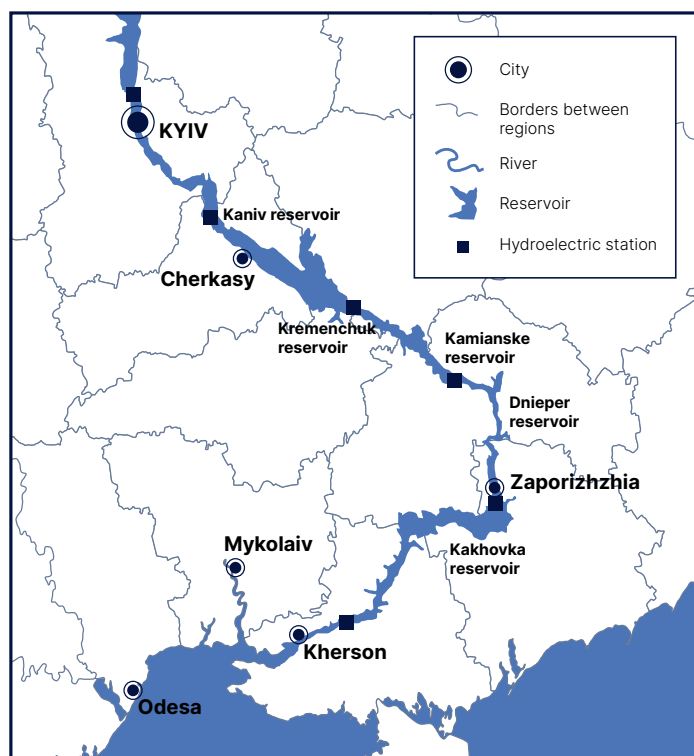 City
Borders between
regions
River
Reservoir
Hydroelectric station
KYIV
Kaniv reservoir
Cherkasy
Kremenchuk
reservoir
Kamianske
reservoir
Dnieper
reservoir
Zaporizhzhia
Kakhovka
reservoir
Mykolaiv
Kherson
Odesa